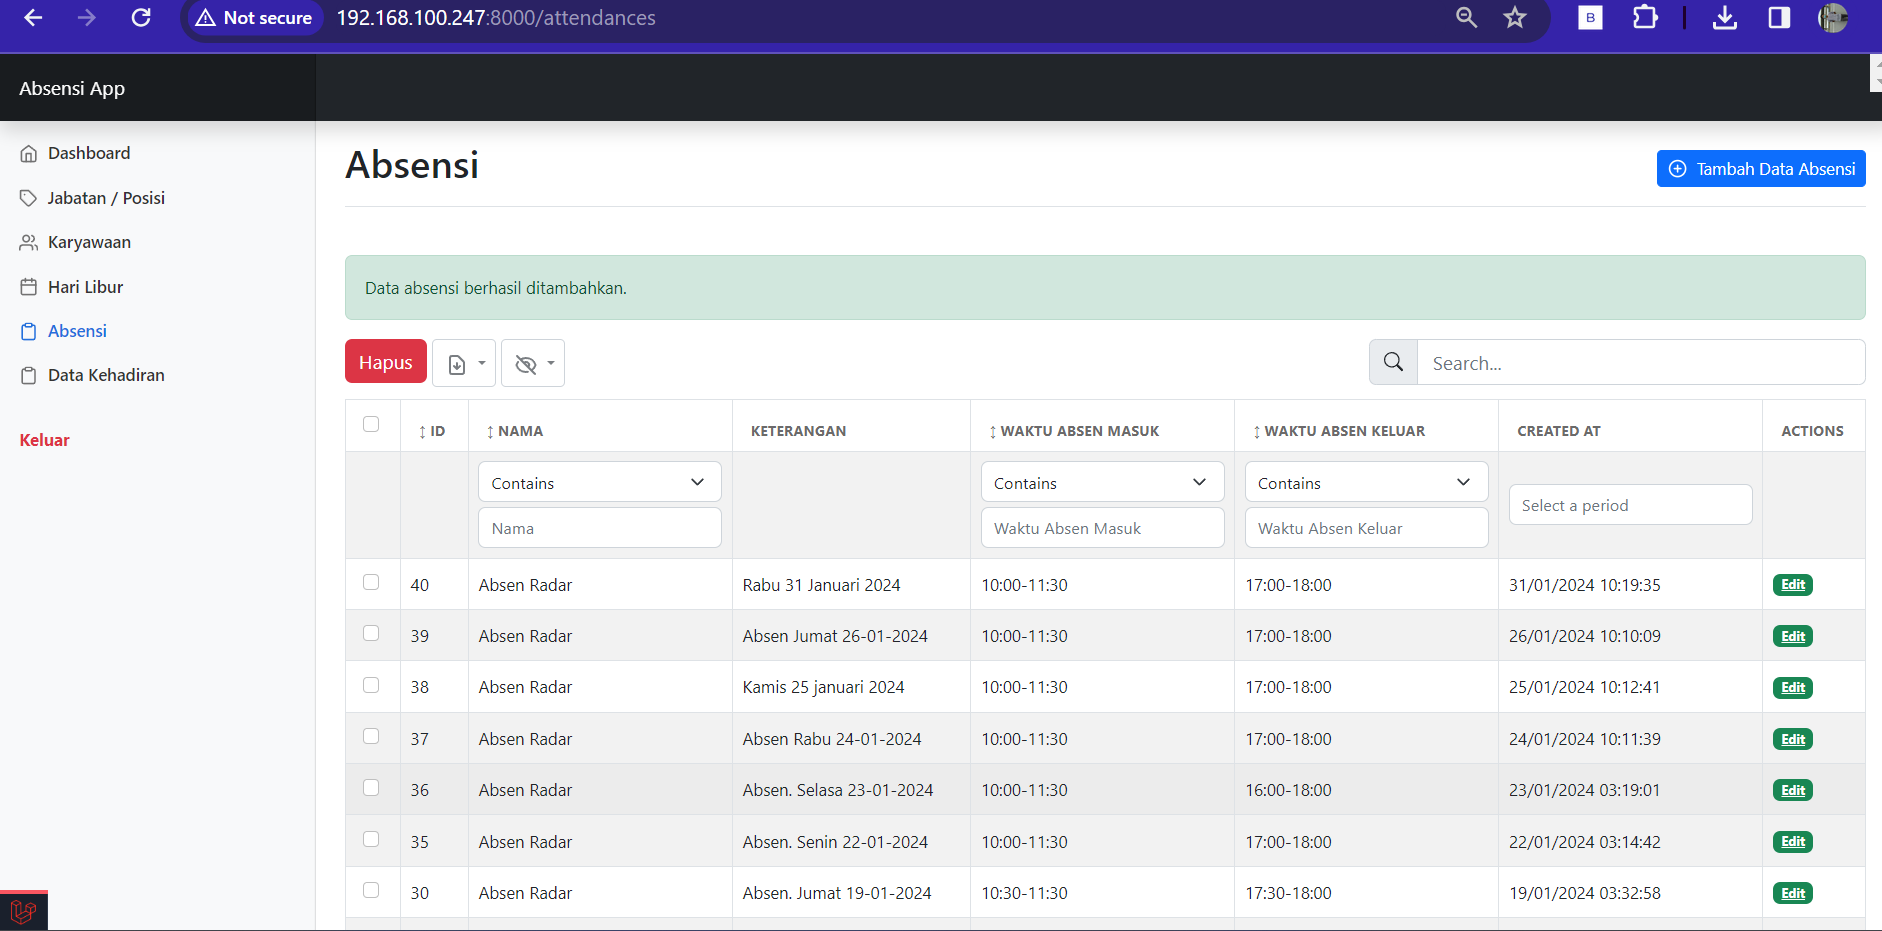 Not secure 192.168.100.247:8000/attendances B
Absensi App
Dashboard
Jabatan / Posisi
Karyawaan
Hari Libur
Absensi
Data Kehadiran
Keluar
Absensi
Tambah Data Absensi
Data absensi berhasil ditambahkan.
Hapus
Search...
ID NAMA KETERANGAN WAKTU ABSEN MASUK WAKTU ABSEN KELUAR CREATED AT ACTIONS
Contains Contains Contains
Select a period
Nama Waktu Absen Masuk Waktu Absen Keluar
40 Absen Radar Rabu 31 Januari 2024 10:00-11:30 17:00-18:00 31/01/2024 10:19:35 Edit
39 Absen Radar Absen Jumat 26-01-2024 10:00-11:30 17:00-18:00 26/01/2024 10:10:09 Edit
38 Absen Radar Kamis 25 januari 2024 10:00-11:30 17:00-18:00 25/01/2024 10:12:41 Edit
37 Absen Radar Absen Rabu 24-01-2024 10:00-11:30 17:00-18:00 24/01/2024 10:11:39 Edit
36 Absen Radar Absen. Selasa 23-01-2024 10:00-11:30 16:00-18:00 23/01/2024 03:19:01 Edit
35 Absen Radar Absen. Senin 22-01-2024 10:00-11:30 17:00-18:00 22/01/2024 03:14:42 Edit
30 Absen Radar Absen. Jumat 19-01-2024 10:30-11:30 17:30-18:00 19/01/2024 03:32:58 Edit